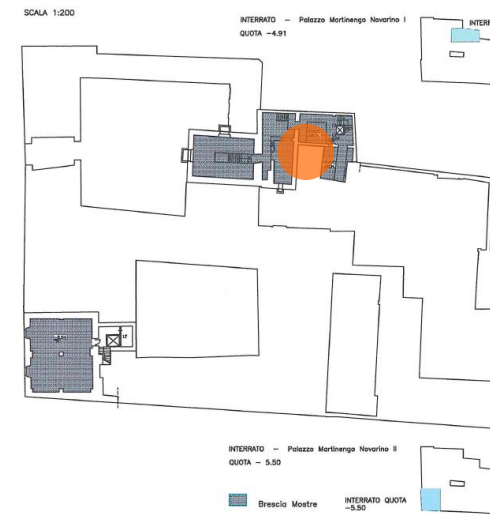 SCALA 1:200
INTERRATO – Palazzo Martinengo Novarino I
QUOTA -4.91
INTERR
INTERRATO – Palazzo Martinengo Novarino II
QUOTA – 5.50
Brescia Mostre
INTERRATO QUOTA
-5.50